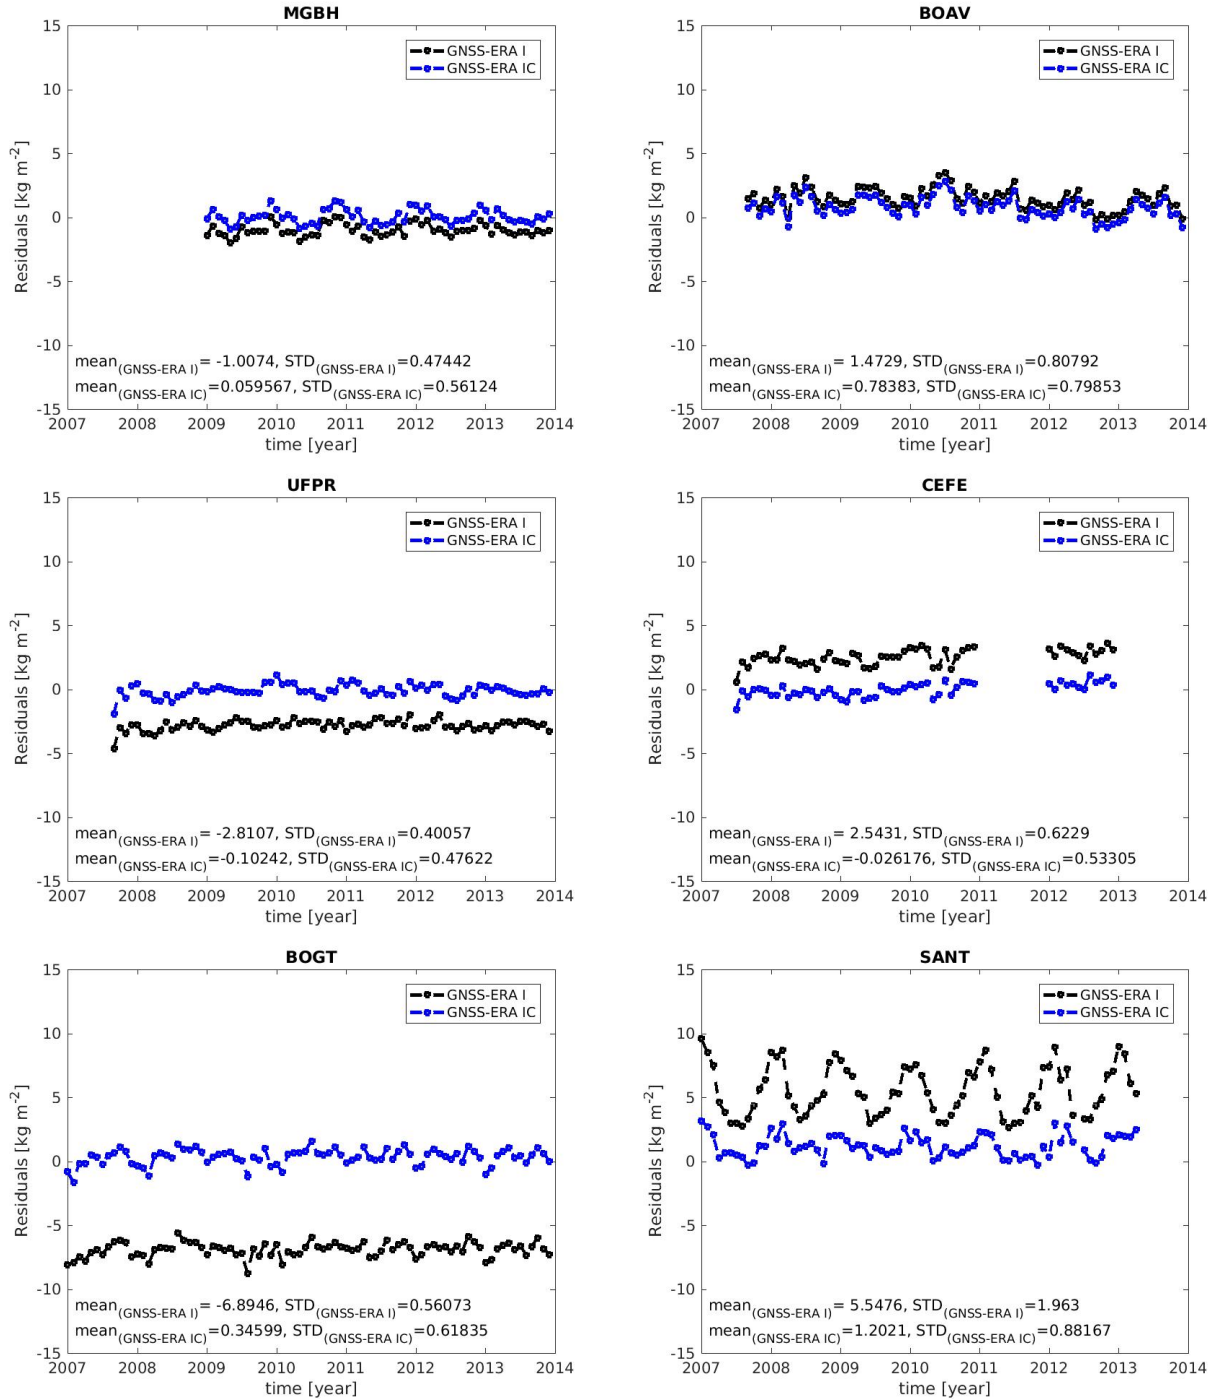 MGBH
15
10
5
0
-5
-10
-15
Residuals [kg m-2]
GNSS-ERA I
GNSS-ERA IC
mean(GNSS-ERA I)= -1.0074, STD(GNSS-ERA I)=0.47442
mean(GNSS-ERA IC)=0.059567, STD(GNSS-ERA IC)=0.56124
2007 2008 2009 2010 2011 2012 2013 2014
time [year]
BOAV
15
10
5
0
-5
-10
-15
Residuals [kg m-2]
GNSS-ERA I
GNSS-ERA IC
mean(GNSS-ERA I)= 1.4729, STD(GNSS-ERA I)=0.80792
mean(GNSS-ERA IC)=0.78383, STD(GNSS-ERA IC)=0.79853
2007 2008 2009 2010 2011 2012 2013 2014
time [year]
UFPR
15
10
5
0
-5
-10
-15
Residuals [kg m-2]
GNSS-ERA I
GNSS-ERA IC
mean(GNSS-ERA I)= -2.8107, STD(GNSS-ERA I)=0.40057
mean(GNSS-ERA IC)=-0.10242, STD(GNSS-ERA IC)=0.47622
2007 2008 2009 2010 2011 2012 2013 2014
time [year]
CEFE
15
10
5
0
-5
-10
-15
Residuals [kg m-2]
GNSS-ERA I
GNSS-ERA IC
mean(GNSS-ERA I)= 2.5431, STD(GNSS-ERA I)=0.6229
mean(GNSS-ERA IC)=-0.026176, STD(GNSS-ERA IC)=0.53305
2007 2008 2009 2010 2011 2012 2013 2014
time [year]
BOGT
15
10
5
0
-5
-10
-15
Residuals [kg m-2]
GNSS-ERA I
GNSS-ERA IC
mean(GNSS-ERA I)= -6.8946, STD(GNSS-ERA I)=0.56073
mean(GNSS-ERA IC)=0.34599, STD(GNSS-ERA IC)=0.61835
2007 2008 2009 2010 2011 2012 2013 2014
time [year]
SANT
15
10
5
0
-5
-10
-15
Residuals [kg m-2]
GNSS-ERA I
GNSS-ERA IC
mean(GNSS-ERA I)= 5.5476, STD(GNSS-ERA I)=1.963
mean(GNSS-ERA IC)=1.2021, STD(GNSS-ERA IC)=0.88167
2007 2008 2009 2010 2011 2012 2013 2014
time [year]